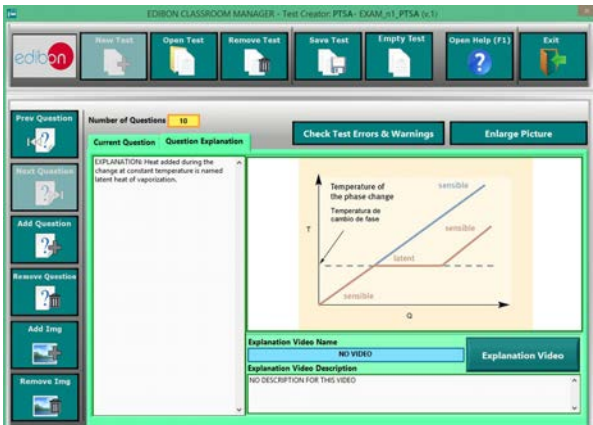 EDIBON CLASSROOM MANAGER - Test Creator: PTSA- EXAM_n1_PTSA (v.1)
edibon
New Test
Open Test
Remove Test
Save Test
Empty Test
Open Help (F1)
Exit
Prev Question
Next Question
Add Question
Remove Question
Add Img
Remove Img
Number of Questions 10
Check Test Errors & Warnings
Enlarge Picture
Current Question
Question Explanation
EXPLANATION: Heat added during the
change at constant temperature is named
latent heat of vaporization.
Temperature of
the phase change
Temperatura de
cambio de fase
T
sensible
sensible
latent
sensible
Q
Explanation Video Name
NO VIDEO
Explanation Video
Explanation Video Description
NO DESCRIPTION FOR THIS VIDEO